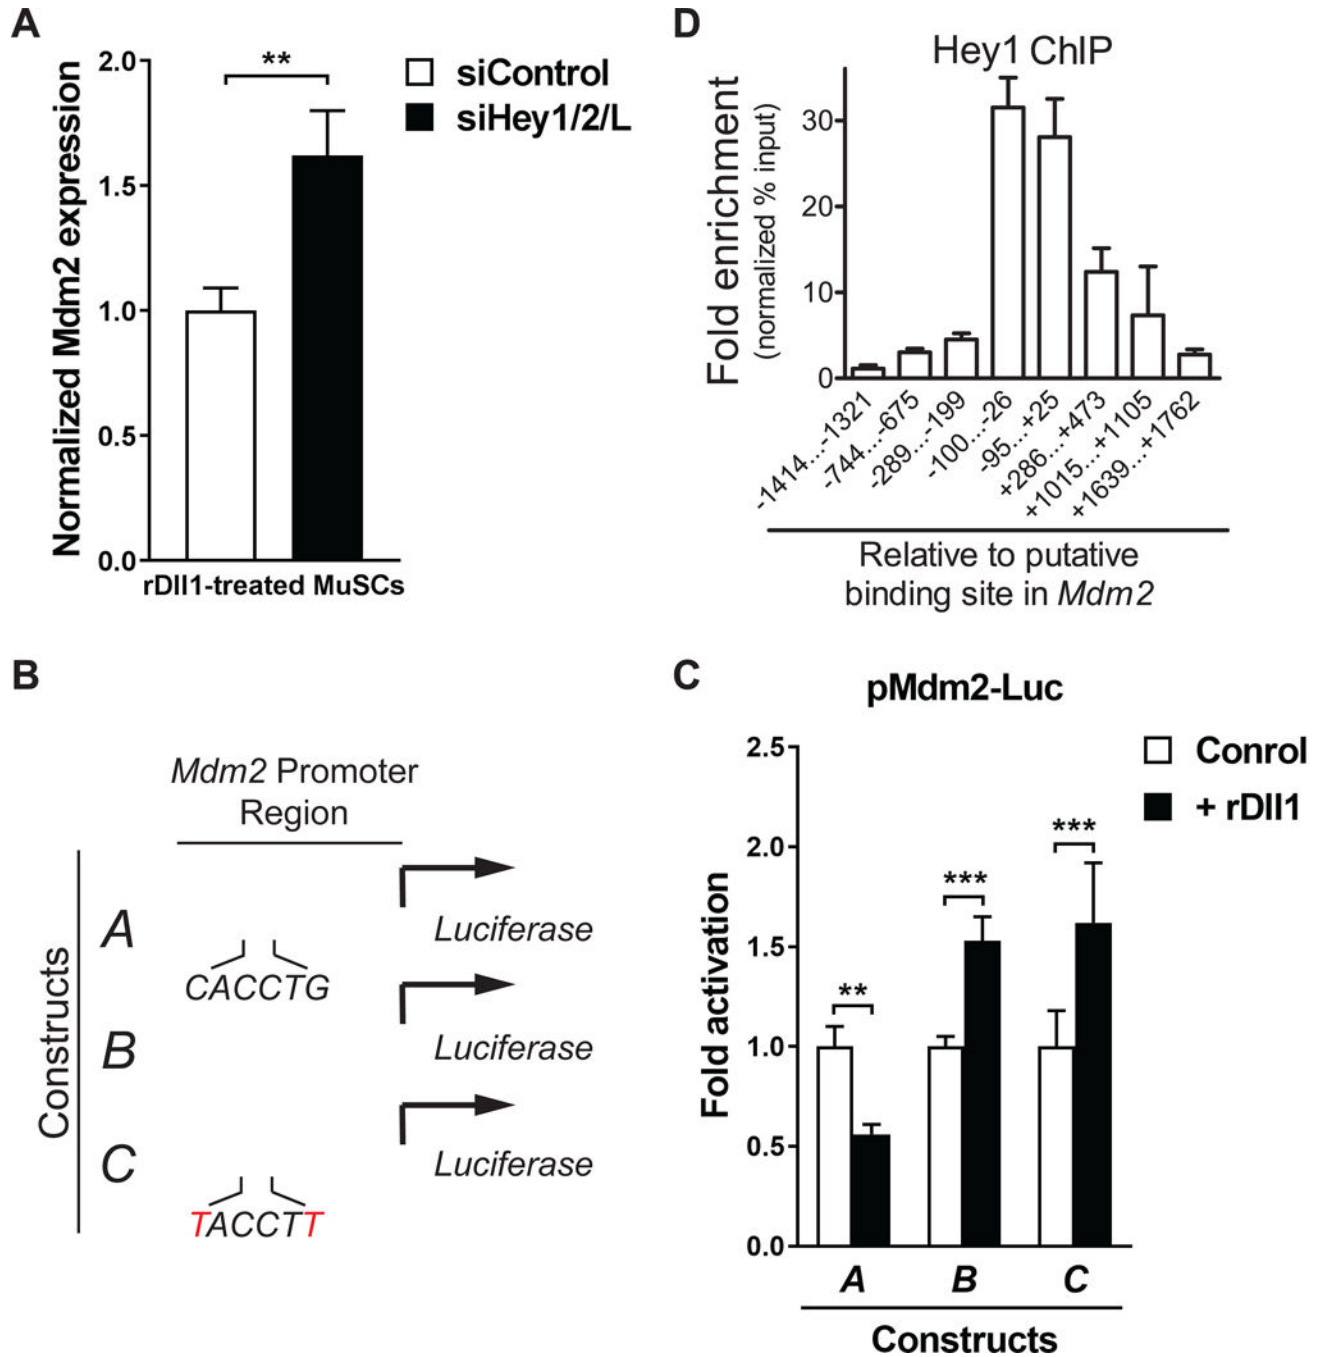 A
Normalized Mdm2 expression
2.0
1.5
1.0
0.5
0.0
**
siControl
siHey1/2/L
rDll1-treated MuSCs
D
Hey1 ChIP
Fold enrichment
(normalized % input)
30
20
10
0
-1414...-1321
-744...-675
-289...-199
-100...-26
-95...+25
+286...+473
+1015...+1105
+1639...+1762
Relative to putative
binding site in Mdm2
B
Mdm2 Promoter
Region
Constructs
A
Luciferase
CACCTG
B
Luciferase
C
Luciferase
TACCTT
C
pMdm2-Luc
Conrol
+ rDll1
Fold activation
2.5
2.0
1.5
1.0
0.5
0.0
**
***
***
A B C
Constructs